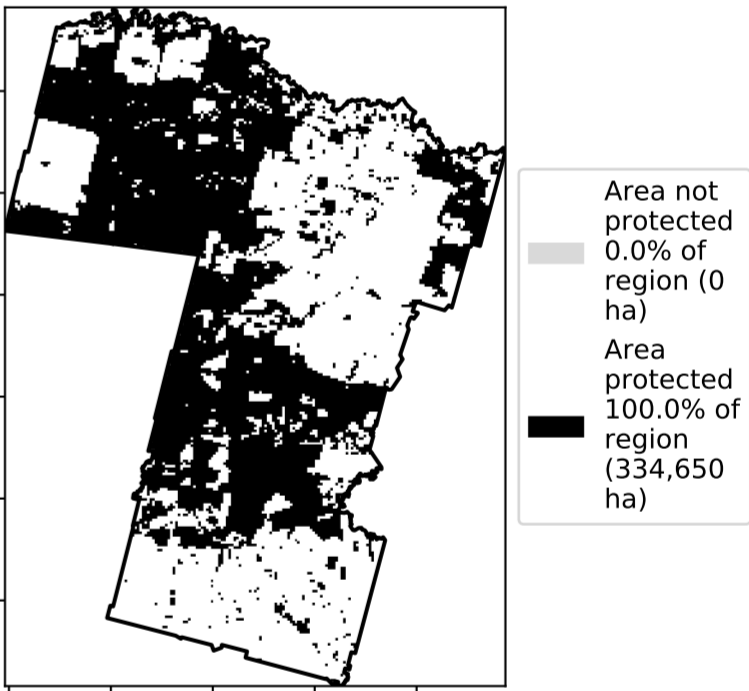 Area not
protected
0.0% of
region (0
ha)
Area
protected
100.0% of
region
(334,650
ha)